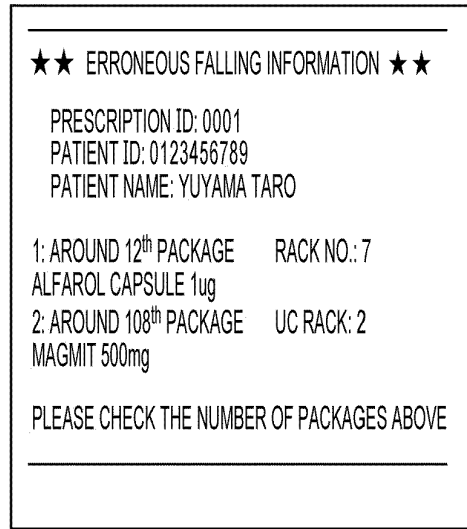 ★★ ERRONEOUS FALLING INFORMATION ★★
PRESCRIPTION ID: 0001
PATIENT ID: 0123456789
PATIENT NAME: YUYAMA TARO
1: AROUND 12th PACKAGE RACK NO.: 7
ALFAROL CAPSULE 1ug
2: AROUND 108th PACKAGE UC RACK: 2
MAGMIT 500mg
PLEASE CHECK THE NUMBER OF PACKAGES ABOVE